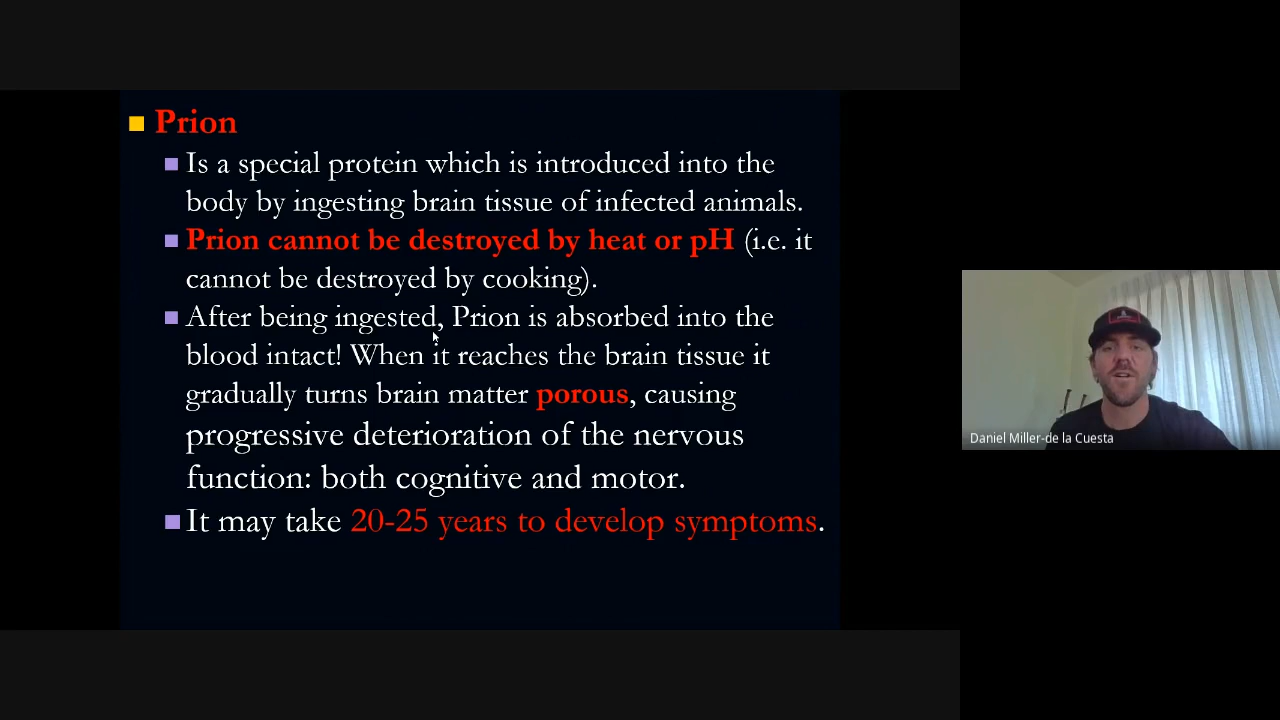 Prion
Is a special protein which is introduced into the
body by ingesting brain tissue of infected animals.
Prion cannot be destroyed by heat or pH (i.e. it
cannot be destroyed by cooking).
After being ingested, Prion is absorbed into the
blood intact! When it reaches the brain tissue it
gradually turns brain matter porous, causing
progressive deterioration of the nervous
function: both cognitive and motor.
It may take 20-25 years to develop symptoms.
Daniel Miller-de la Cuesta